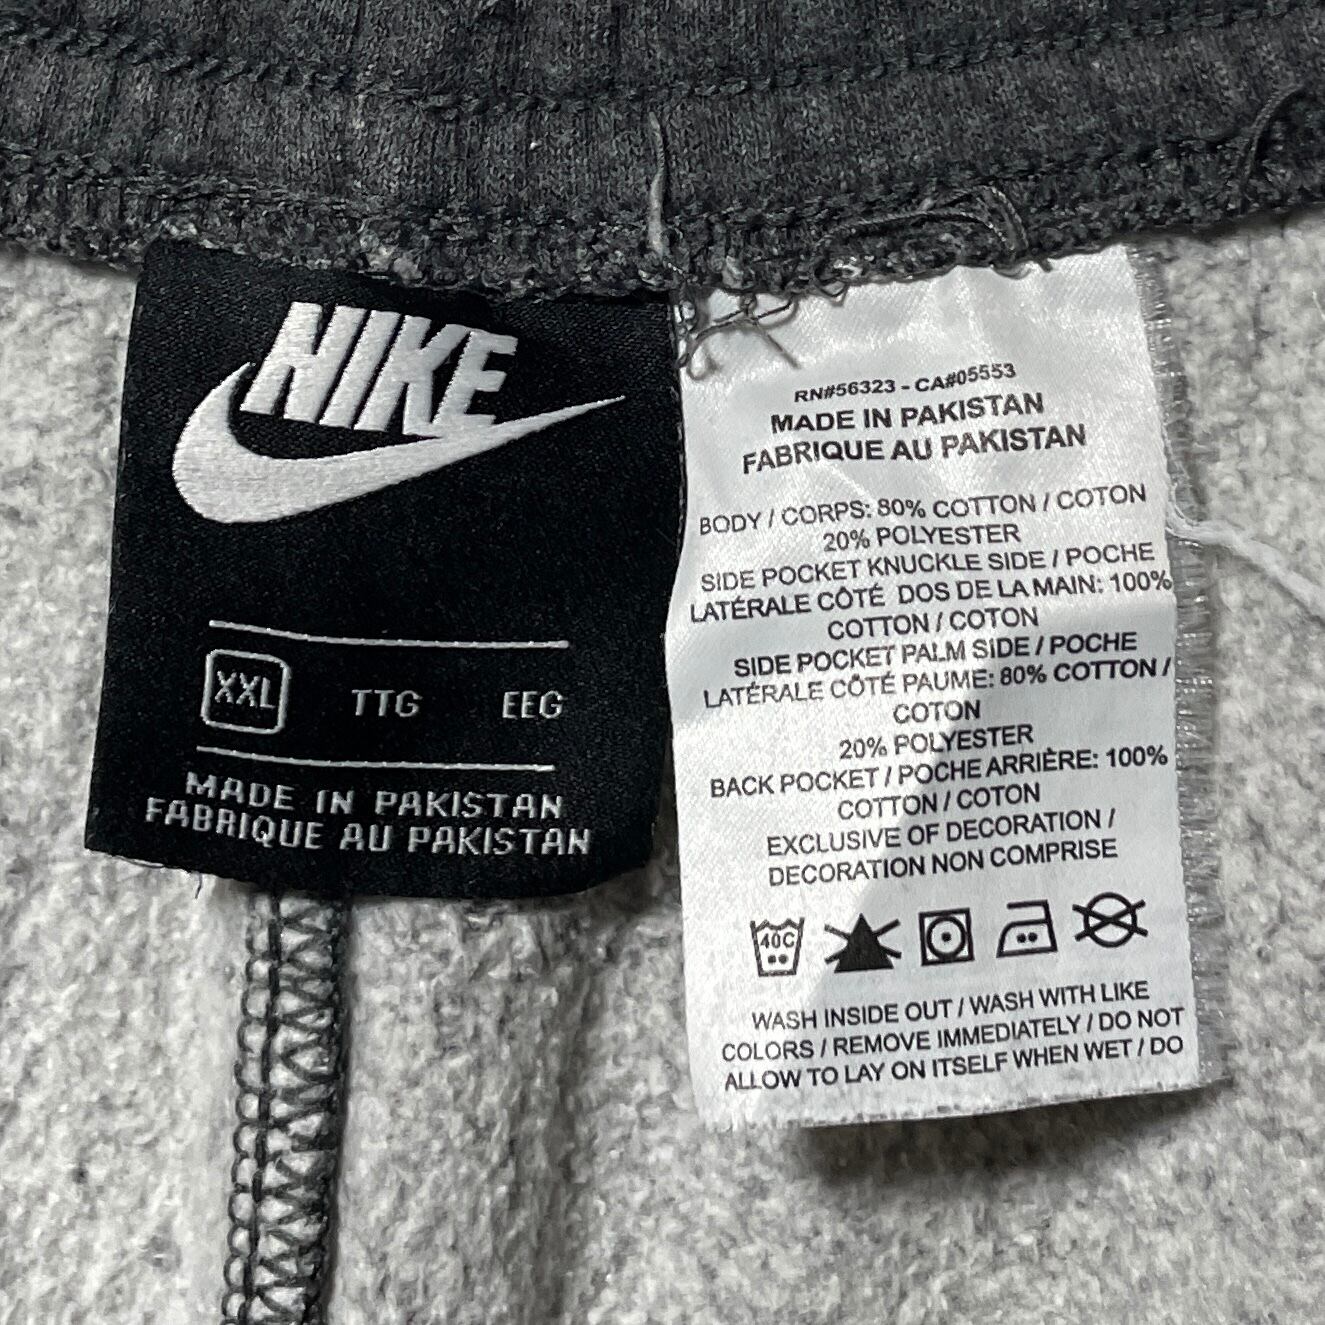 NIKE
XXL TTG EEG
MADE IN PAKISTAN
FABRIQUE AU PAKISTAN
RN#56323 - CA#05553
MADE IN PAKISTAN
FABRIQUE AU PAKISTAN
BODY / CORPS: 80% COTTON / COTON
20% POLYESTER
SIDE POCKET KNUCKLE SIDE / POCHE
LATÉRALE CÔTÉ DOS DE LA MAIN: 100%
COTTON / COTON
SIDE POCKET PALM SIDE / POCHE
LATÉRALE CÔTÉ PAUME: 80% COTTON /
COTON
20% POLYESTER
BACK POCKET / POCHE ARRIÈRE: 100%
COTTON / COTON
EXCLUSIVE OF DECORATION /
DECORATION NON COMPRISE
40C
WASH INSIDE OUT / WASH WITH LIKE
COLORS / REMOVE IMMEDIATELY / DO NOT
ALLOW TO LAY ON ITSELF WHEN WET / DO